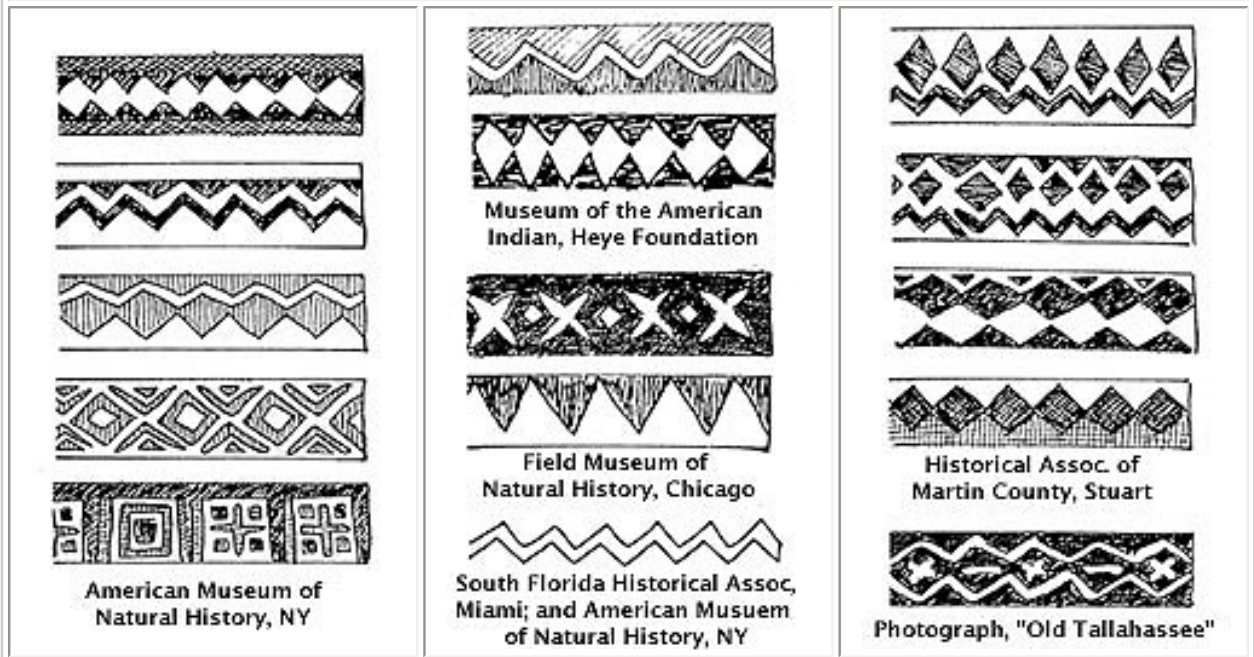 American Museum of
Natural History, NY
Museum of the American
Indian, Heye Foundation
Field Museum of
Natural History, Chicago
South Florida Historical Assoc,
Miami; and American Musuem
of Natural History, NY
Historical Assoc. of
Martin County, Stuart
Photograph, "Old Tallahassee"